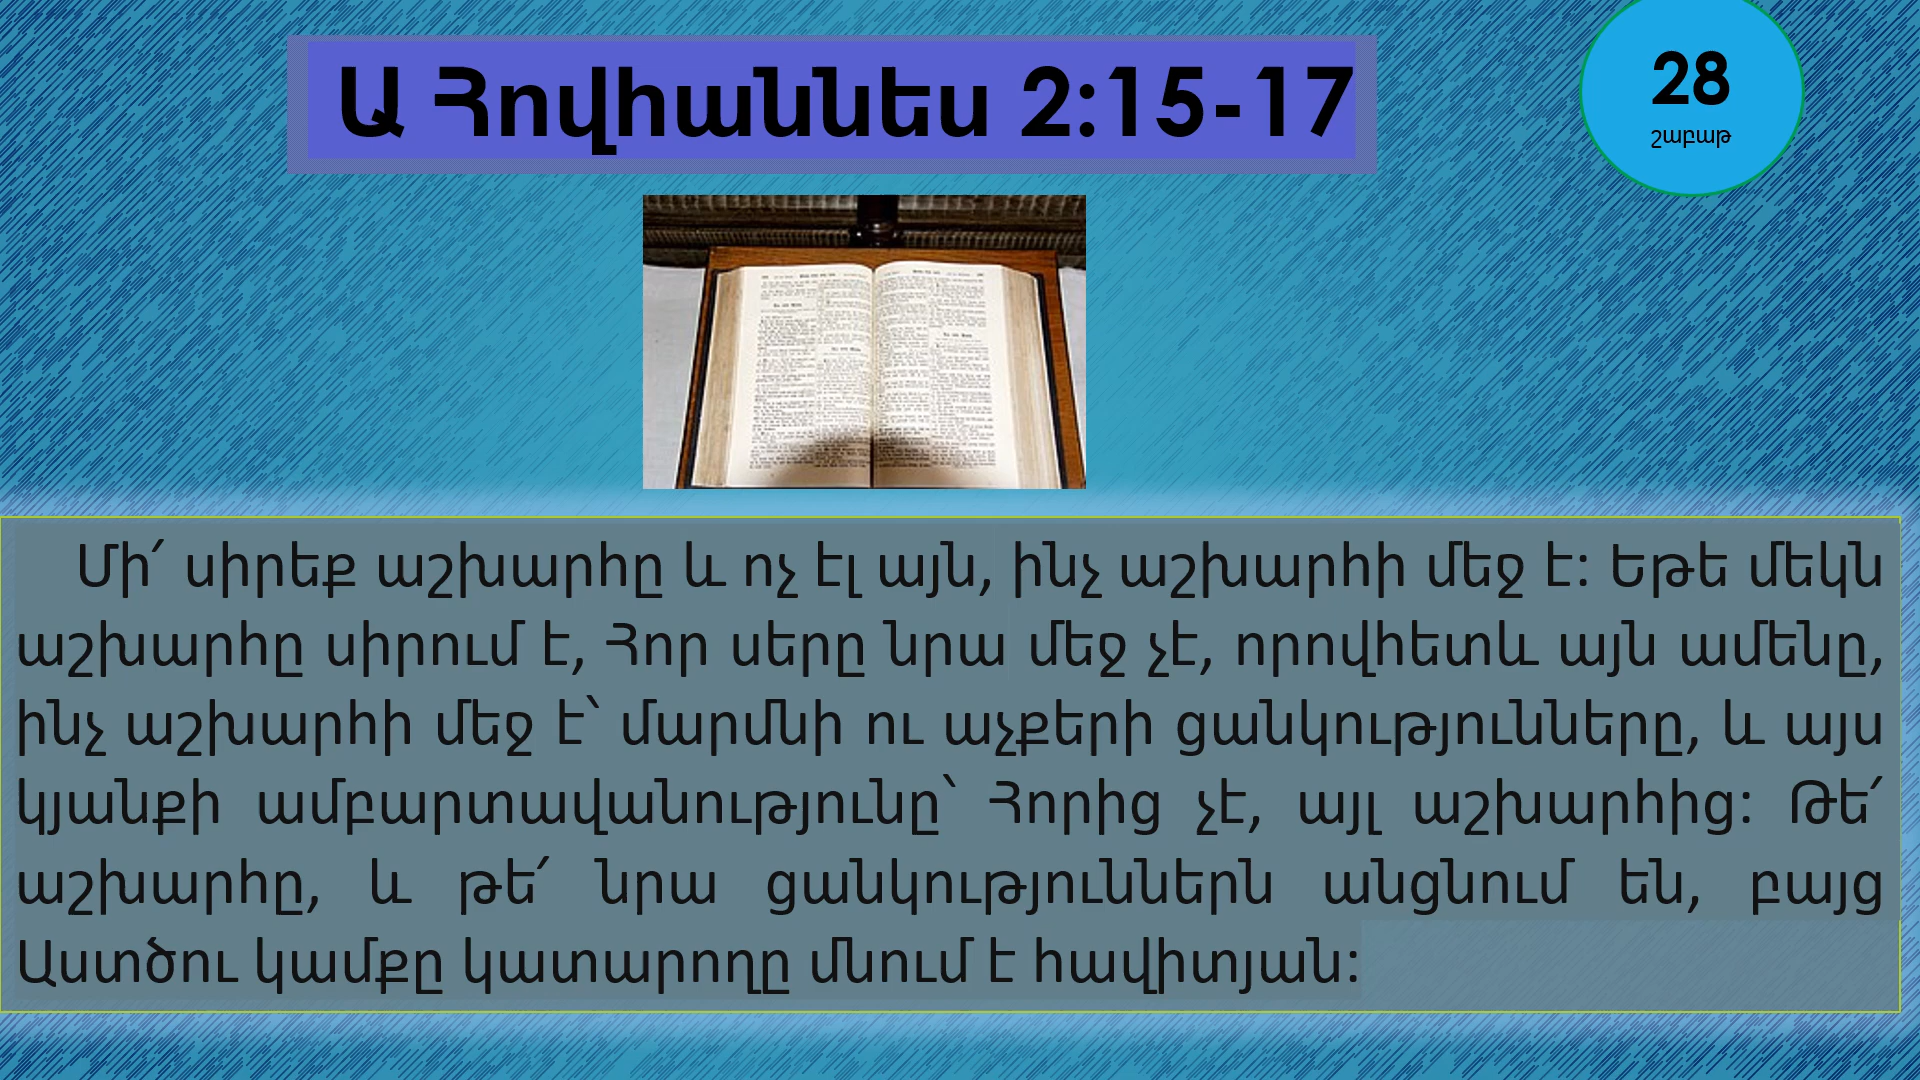 Ա Հովհաննես 2:15-17
28
շաբաթ
Մի՛ սիրեք աշխարհը և ոչ էլ այն, ինչ աշխարհի մեջ է: Եթե մեկն
աշխարհը սիրում է, Հոր սերը նրա մեջ չէ, որովհետև այն ամենը,
ինչ աշխարհի մեջ է՝ մարմնի ու աչքերի ցանկությունները, և այս
կյանքի ամբարտավանությունը՝ Հորից չէ, այլ աշխարհից: Թե՛
աշխարհը, և թե՛ նրա ցանկություններն անցնում են, բայց
Աստծու կամքը կատարողը մնում է հավիտյան: